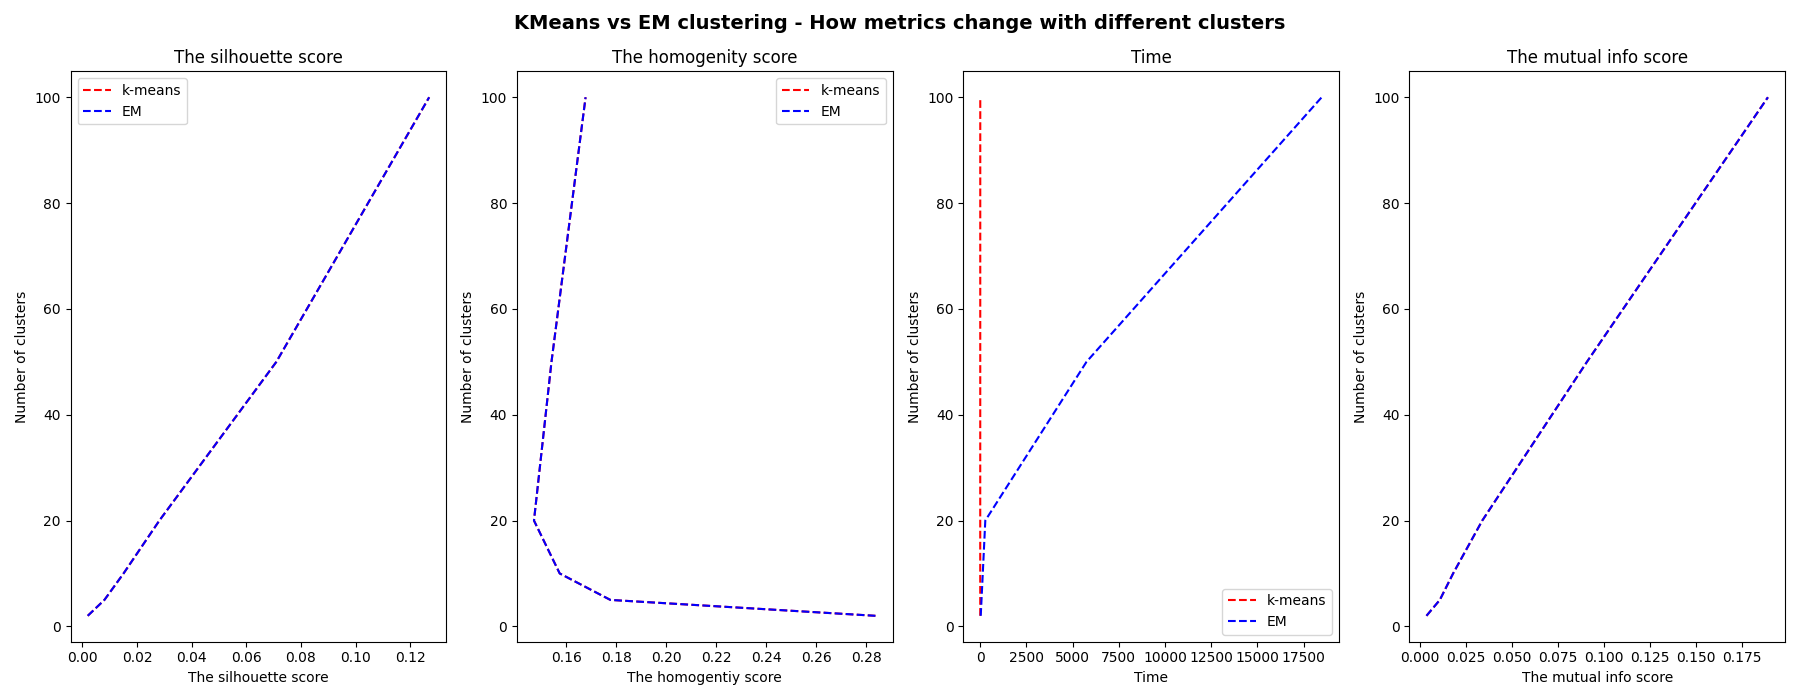 KMeans vs EM clustering - How metrics change with different clusters
The silhouette score
k-means
EM
100
80
60
40
20
0
Number of clusters
0.00 0.02 0.04 0.06 0.08 0.10 0.12
The silhouette score
The homogenity score
k-means
EM
100
80
60
40
20
0
Number of clusters
0.16 0.18 0.20 0.22 0.24 0.26 0.28
The homogentiy score
Time
100
80
60
40
20
0
Number of clusters
k-means
EM
0 2500 5000 7500 10000 12500 15000 17500
Time
The mutual info score
100
80
60
40
20
0
Number of clusters
0.000 0.025 0.050 0.075 0.100 0.125 0.150 0.175
The mutual info score